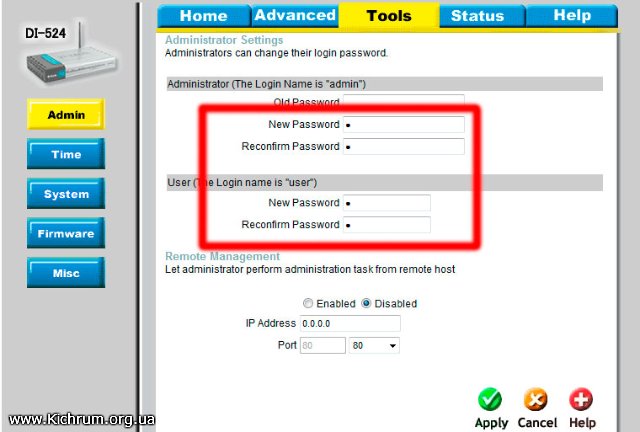 DI-524
Home Advanced Tools Status Help
Administrator Settings
Administrators can change their login password.
Administrator (The Login Name is "admin")
Old Password
New Password
Reconfirm Password
User (The Login name is "user")
New Password
Reconfirm Password
Remote Management
Let administrator perform administration task from remote host
Enabled Disabled
IP Address 0.0.0.0
Port 80 80
Apply Cancel Help
Admin
Time
System
Firmware
Misc
www.Kichrum.org.ua